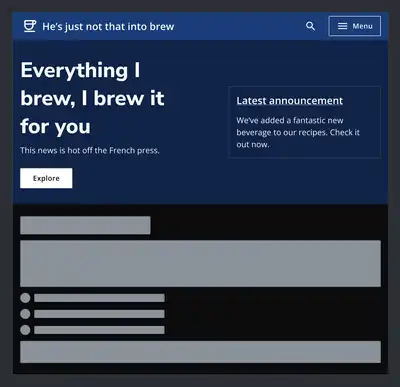 He's just not that into brew
Menu
Everything I
brew, I brew it
for you
This news is hot off the French press.
Explore
Latest announcement
We've added a fantastic new
beverage to our recipes. Check it
out now.